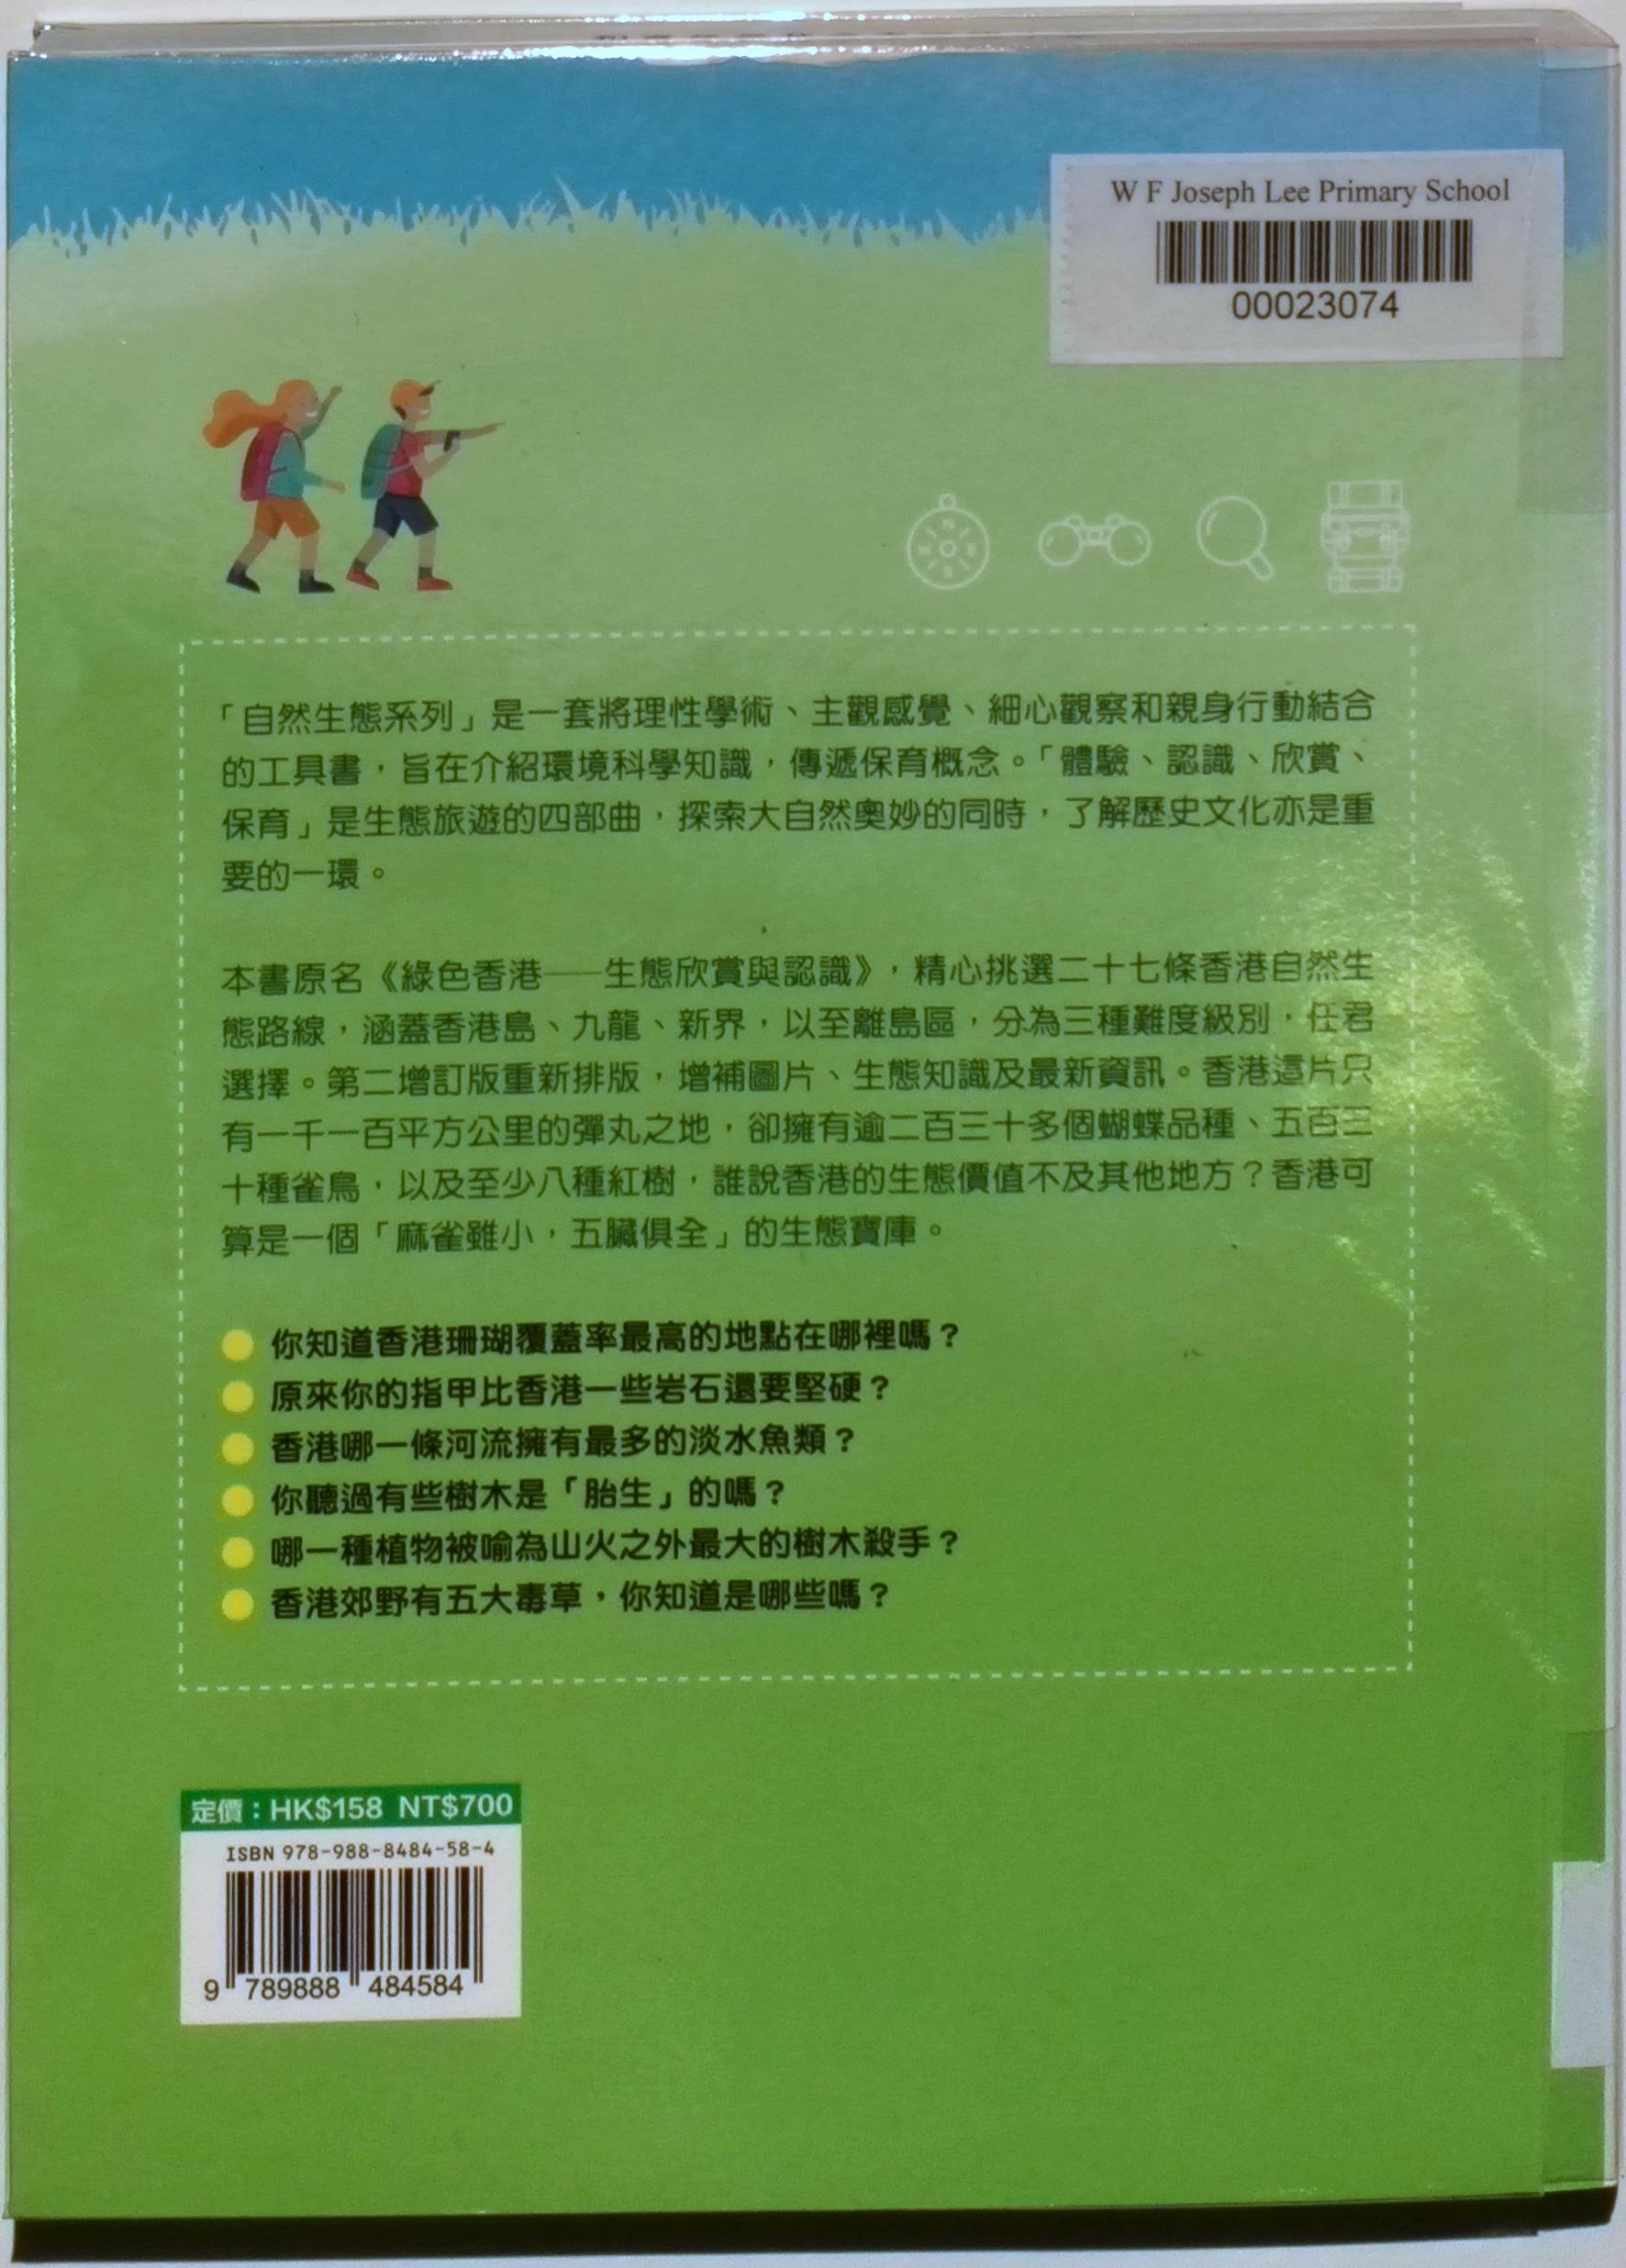 W F Joseph Lee Primary School
00023074
「自然生態系列」是一套將理性學術、主觀感覺、細心觀察和親身行動結合
的工具書，旨在介紹環境科學知識，傳遞保育概念。「體驗、認識、欣賞、
保育」是生態旅遊的四部曲，探索大自然奧妙的同時，了解歷史文化亦是重
要的一環。
本書原名《綠色香港——生態欣賞與認識》，精心挑選二十七條香港自然生
態路線，涵蓋香港島、九龍、新界，以至離島區，分為三種難度級別，任君
選擇。第二增訂版重新排版，增補圖片、生態知識及最新資訊。香港這片只
有一千一百平方公里的彈丸之地，卻擁有逾二百三十多個蝴蝶品種、五百三
十種雀鳥，以及至少八種紅樹，誰說香港的生態價值不及其他地方？香港可
算是一個「麻雀雖小，五臟俱全」的生態寶庫。
你知道香港珊瑚覆蓋率最高的地點在哪裡嗎？
原來你的指甲比香港一些岩石還要堅硬？
香港哪一條河流擁有最多的淡水魚類？
你聽過有些樹木是「胎生」的嗎？
哪一種植物被喻為山火之外最大的樹木殺手？
香港郊野有五大毒草，你知道是哪些嗎？
定價：HK$158 NT$700
ISBN 978-988-8484-58-4
9 789888 484584